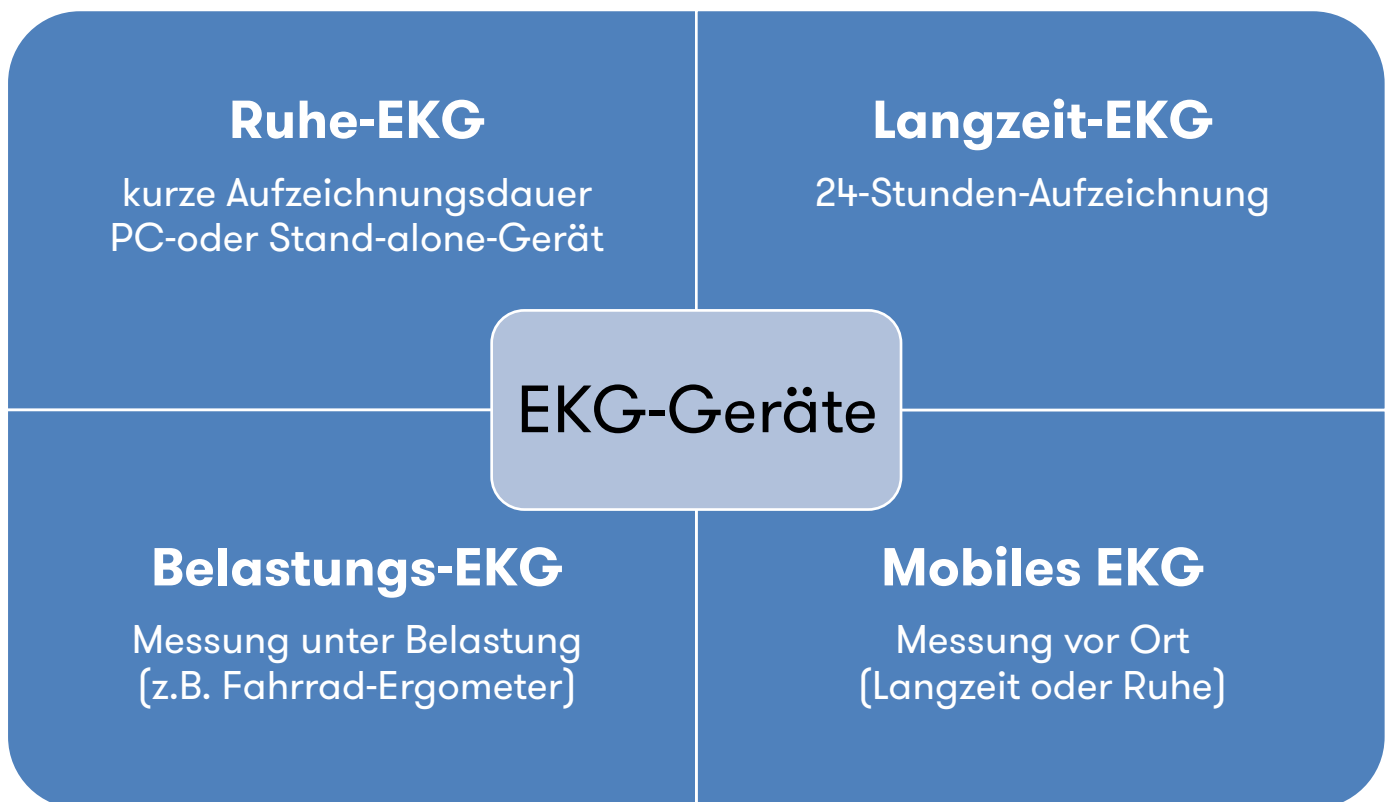 Ruhe-EKG
kurze Aufzeichnungsdauer
PC-oder Stand-alone-Gerät
Langzeit-EKG
24-Stunden-Aufzeichnung
EKG-Geräte
Belastungs-EKG
Messung unter Belastung
(z.B. Fahrrad-Ergometer)
Mobiles EKG
Messung vor Ort
(Langzeit oder Ruhe)